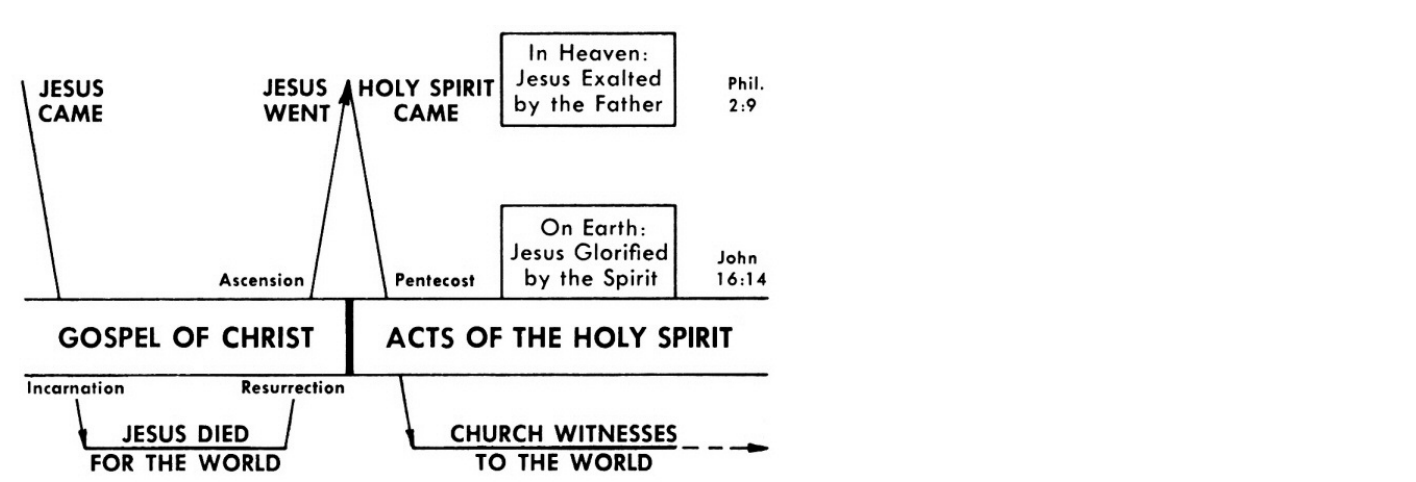 JESUS
CAME
JESUS
WENT
HOLY SPIRIT
CAME
In Heaven:
Jesus Exalted
by the Father
Phil.
2:9
On Earth:
Jesus Glorified
by the Spirit
John
16:14
Ascension
Pentecost
GOSPEL OF CHRIST
ACTS OF THE HOLY SPIRIT
Incarnation
Resurrection
JESUS DIED
FOR THE WORLD
CHURCH WITNESSES
TO THE WORLD